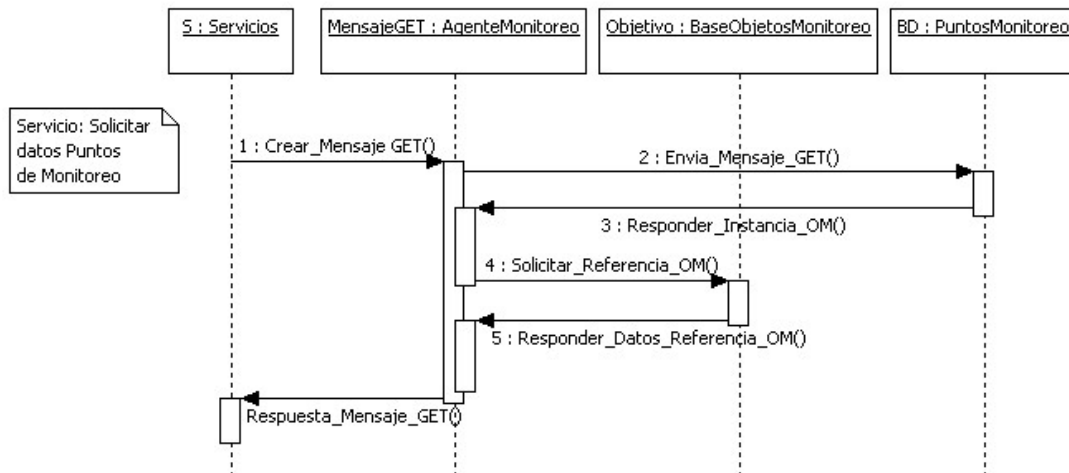 S : Servicios
MensajeGET : AgenteMonitoreo
Objetivo : BaseObjetosMonitoreo
BD : PuntosMonitoreo
Servicio: Solicitar
datos Puntos
de Monitoreo
1 : Crear_Mensaje GET()
2 : Envia_Mensaje_GET()
3 : Responder_Instancia_OM()
4 : Solicitar_Referencia_OM()
5 : Responder_Datos_Referencia_OM()
Respuesta_Mensaje_GET()